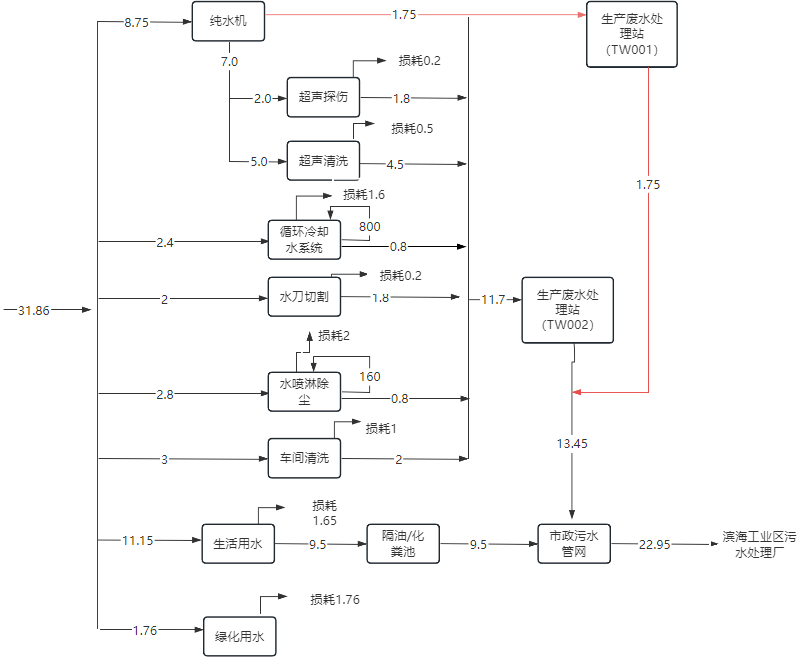 8.75
纯水机
1.75
生产废水处
理站
（TW001）
7.0
损耗0.2
2.0
超声探伤
1.8
损耗0.5
5.0
超声清洗
4.5
1.75
损耗1.6
800
2.4
循环冷却
水系统
0.8
损耗0.2
2
水刀切割
1.8
11.7
生产废水处
理站
（TW002）
31.86
损耗2
160
2.8
水喷淋除
尘
0.8
损耗1
3
车间清洗
2
13.45
损耗
1.65
11.15
生活用水
9.5
隔油/化
粪池
9.5
市政污水
管网
22.95
滨海工业区污
水处理厂
损耗1.76
1.76
绿化用水